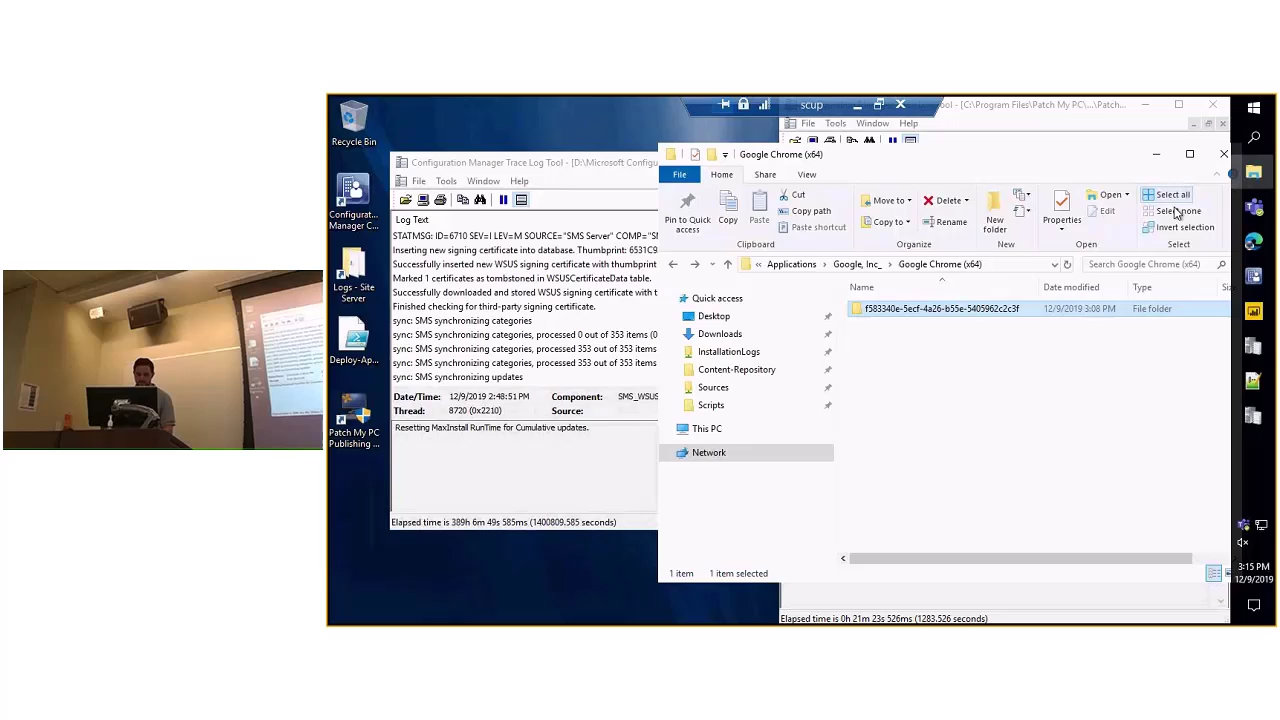 scup
ol - [C:\Program Files\Patch My PC\...\Patch...
File Tools Window Help
Recycle Bin
Configurat...
Manager C...
Logs - Site
Server
Deploy-Ap...
Patch My PC
Publishing ...
Configuration Manager Trace Log Tool - [D:\Microsoft Configu
File Tools Window Help
Log Text
STATMSG: ID=6710 SEV=I LEV=M SOURCE="SMS Server" COMP="S
Inserting new signing certificate into database. Thumbprint: 6531C9
Successfully inserted new WSUS signing certificate with thumbprint
Marked 1 certificates as tombstoned in WSUSCertificateData table.
Successfully downloaded and stored WSUS signing certificate with t
Finished checking for third-party signing certificate.
sync: SMS synchronizing categories
sync: SMS synchronizing categories, processed 0 out of 353 items (0
sync: SMS synchronizing categories, processed 353 out of 353 items
sync: SMS synchronizing categories, processed 353 out of 353 items
sync: SMS synchronizing updates
Date/Time: 12/9/2019 2:48:51 PM Component: SMS_WSUS
Thread: 8720 (0x2210) Source:
Resetting MaxInstall RunTime for Cumulative updates.
Elapsed time is 389h 6m 49s 585ms (1400809.585 seconds)
Google Chrome (x64)
File Home Share View
Pin to Quick
access
Copy
Paste
Cut
Copy path
Paste shortcut
Clipboard
Move to
Copy to
Delete
Rename
Organize
New
folder
New
Properties
Open
Edit
Open
Select all
Select none
Invert selection
Select
« Applications › Google, Inc_ › Google Chrome (x64)
Search Google Chrome (x64)
Name Date modified Type Siz
f583340e-5ecf-4a26-b55e-5405962c2c3f 12/9/2019 3:08 PM File folder
Quick access
Desktop
Downloads
InstallationLogs
Content-Repository
Sources
Scripts
This PC
Network
1 item 1 item selected
Elapsed time is 0h 21m 23s 526ms (1283.526 seconds)
3:15 PM
12/9/2019